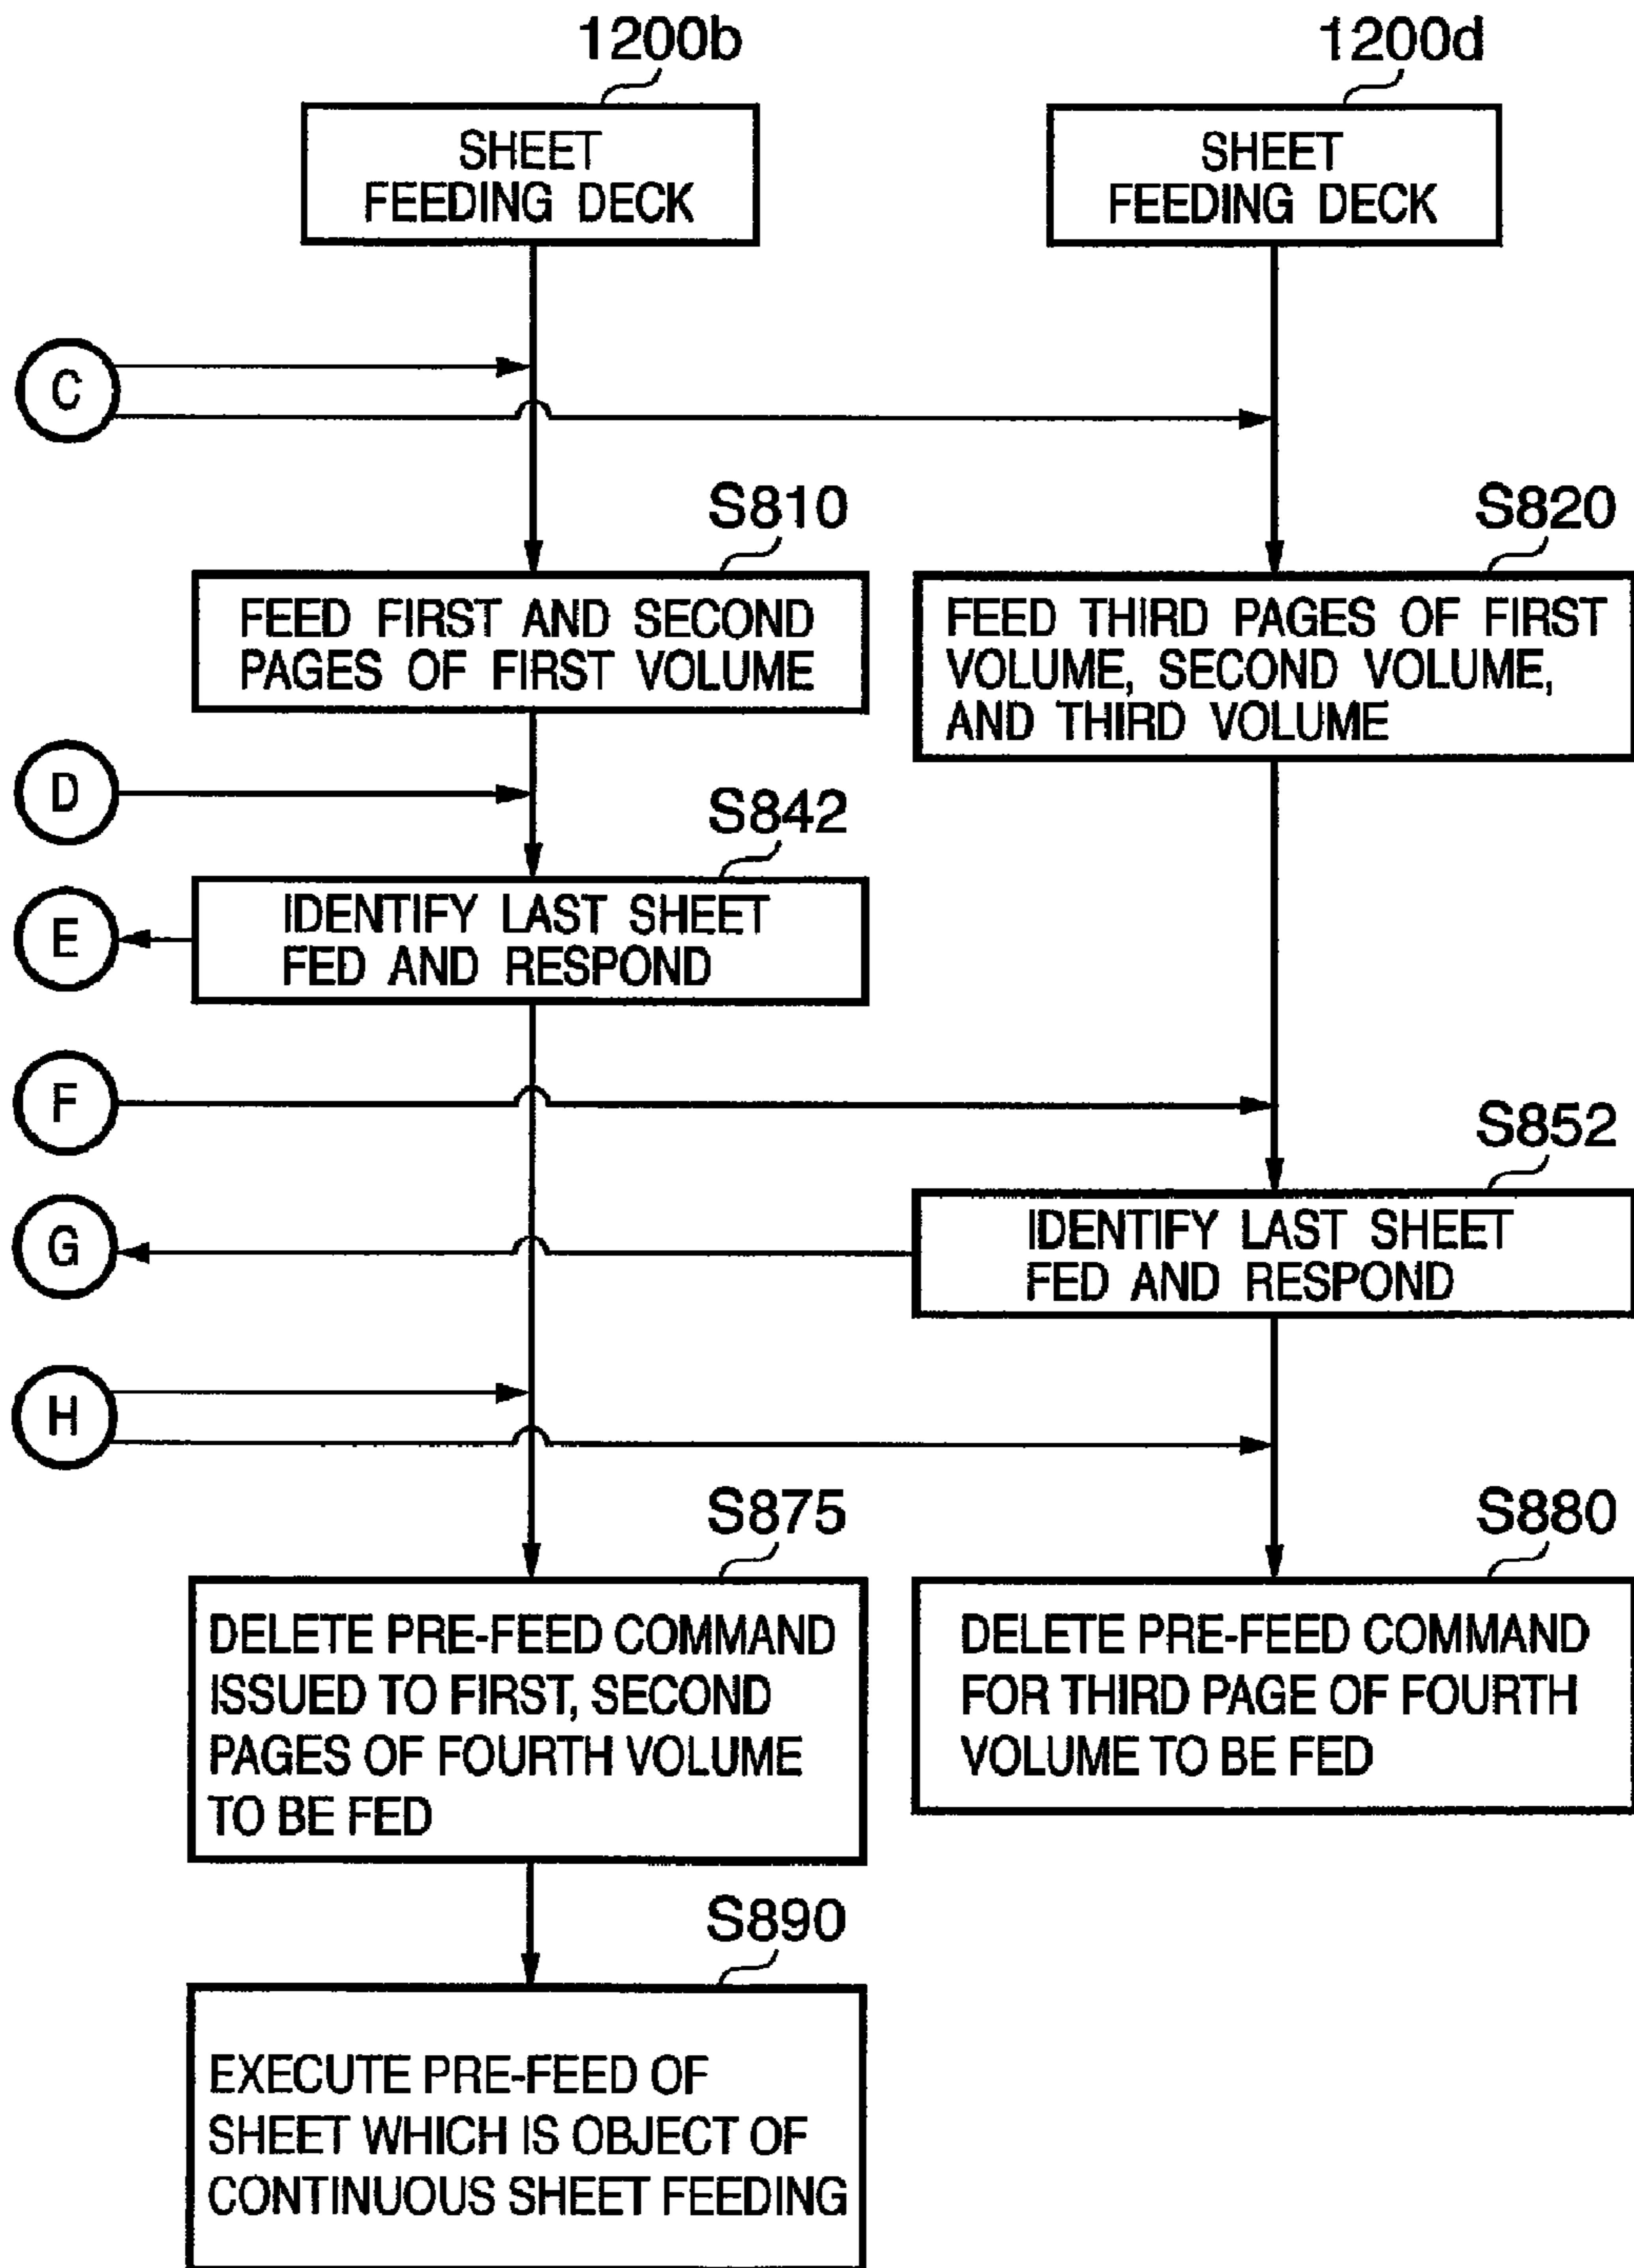 1200b
1200d
SHEET
FEEDING DECK
SHEET
FEEDING DECK
C
S810
S820
FEED FIRST AND SECOND
PAGES OF FIRST VOLUME
FEED THIRD PAGES OF FIRST
VOLUME, SECOND VOLUME,
AND THIRD VOLUME
D
S842
IDENTIFY LAST SHEET
FED AND RESPOND
E
F
S852
IDENTIFY LAST SHEET
FED AND RESPOND
G
H
S875
S880
DELETE PRE-FEED COMMAND
ISSUED TO FIRST, SECOND
PAGES OF FOURTH VOLUME
TO BE FED
DELETE PRE-FEED COMMAND
FOR THIRD PAGE OF FOURTH
VOLUME TO BE FED
S890
EXECUTE PRE-FEED OF
SHEET WHICH IS OBJECT OF
CONTINUOUS SHEET FEEDING